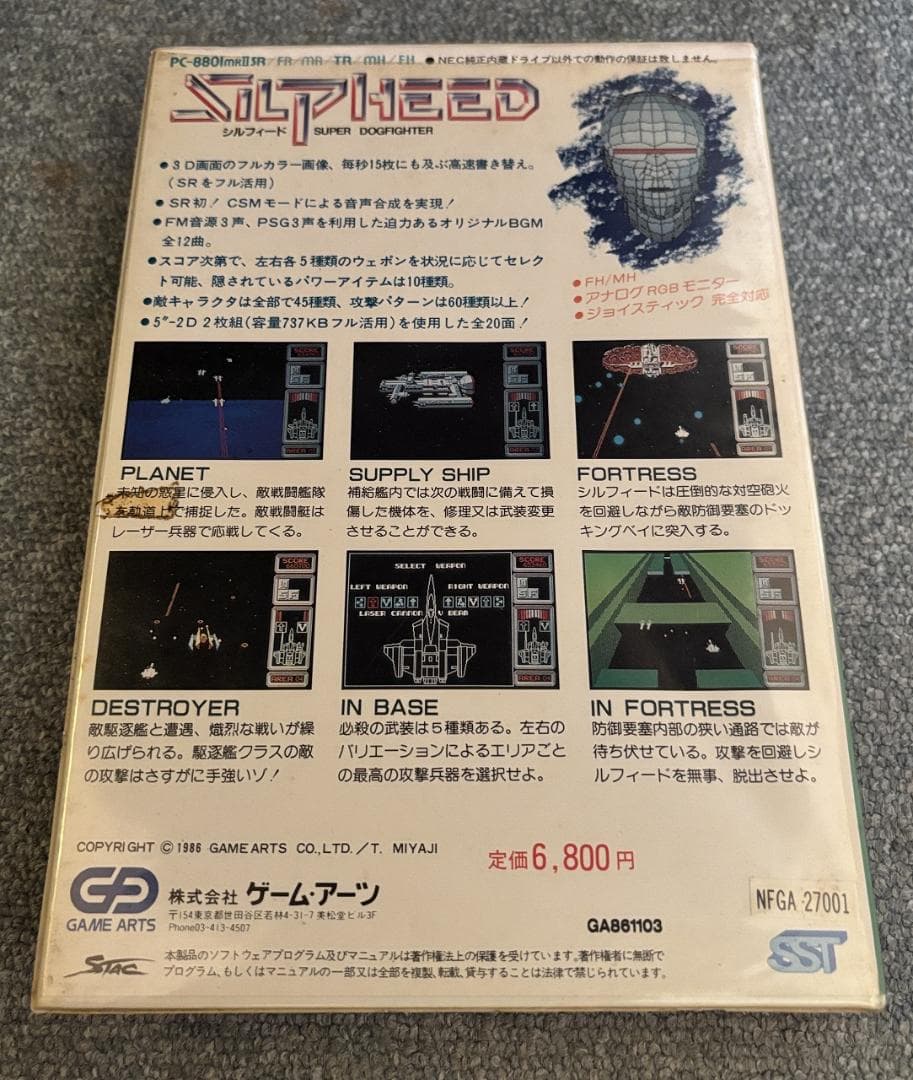 PC-8801mkIISR/FR/MR/TR/MH/FH ●NEC純正内蔵ドライブ以外での動作の保証は致しません。
SILPHEED
シルフィード SUPER DOGFIGHTER
●3D画面のフルカラー画像、毎秒15枚にも及ぶ高速書き替え。
(SRをフル活用)
●SR初! CSMモードによる音声合成を実現!
●FM音源3声、PSG3声を利用した迫力あるオリジナルBGM
全12曲。
●スコア次第で、左右各5種類のウェポンを状況に応じてセレク
ト可能、隠されているパワーアイテムは10種類。
●敵キャラクタは全部で45種類、攻撃パターンは60種類以上!
●5"-2D 2枚組(容量737KBフル活用)を使用した全20面!
●FH/MH
●アナログRGBモニター
●ジョイスティック 完全対応
SCORE
SCORE
SCORE
PLANET
未知の惑星に侵入し、敵戦闘艦隊
を軌道上で捕捉した。敵戦闘艇は
レーザー兵器で応戦してくる。
SUPPLY SHIP
補給艦内では次の戦闘に備えて損
傷した機体を、修理又は武装変更
させることができる。
FORTRESS
シルフィードは圧倒的な対空砲火
を回避しながら敵防御要塞のドッ
キングベイに突入する。
SCORE
AREA 04
SELECT WEAPON
LEFT WEAPON RIGHT WEAPON
LASER CANNON V BEAM
SCORE
AREA 04
SCORE
DESTROYER
敵駆逐艦と遭遇、熾烈な戦いが繰
り広げられる。駆逐艦クラスの敵
の攻撃はさすがに手強いゾ!
IN BASE
必殺の武装は5種類ある。左右の
バリエーションによるエリアごと
の最高の攻撃兵器を選択せよ。
IN FORTRESS
防御要塞内部の狭い通路では敵が
待ち伏せている。攻撃を回避しシ
ルフィードを無事、脱出させよ。
COPYRIGHT ©1986 GAME ARTS CO.,LTD./T. MIYAJI
定価6,800円
GAME ARTS
株式会社 ゲーム・アーツ
〒154東京都世田谷区若林4-31-7 美松堂ビル3F
Phone03-413-4507
GA861103
NFGA 27001
STAC
本製品のソフトウェアプログラム及びマニュアルは著作権法上の保護を受けています。著作権者に無断で
プログラム、もしくはマニュアルの一部又は全部を複製、転載、貸与することは法律で禁じられています。
SST